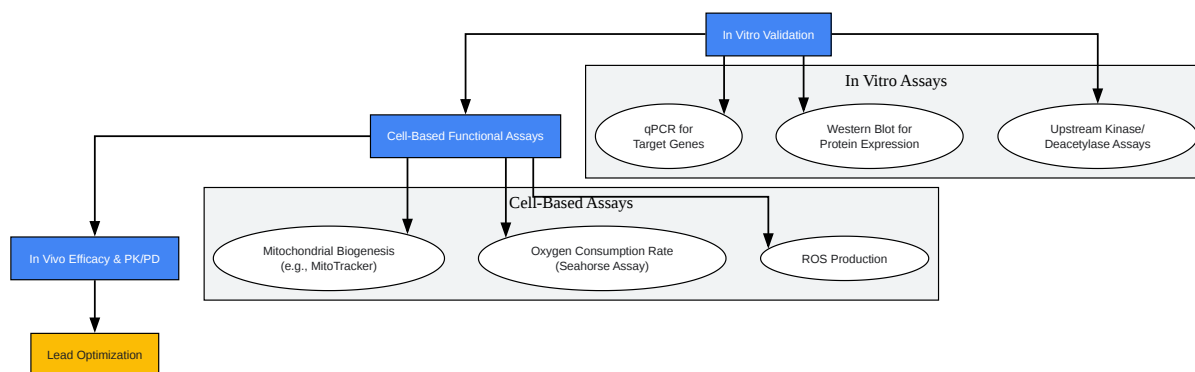 In Vitro Validation
In Vitro Assays
qPCR for
Target Genes
Western Blot for
Protein Expression
Upstream Kinase/
Deacetylase Assays
Cell-Based Functional Assays
Cell-Based Assays
Mitochondrial Biogenesis
(e.g., MitoTracker)
Oxygen Consumption Rate
(Seahorse Assay)
ROS Production
In Vivo Efficacy & PK/PD
Lead Optimization